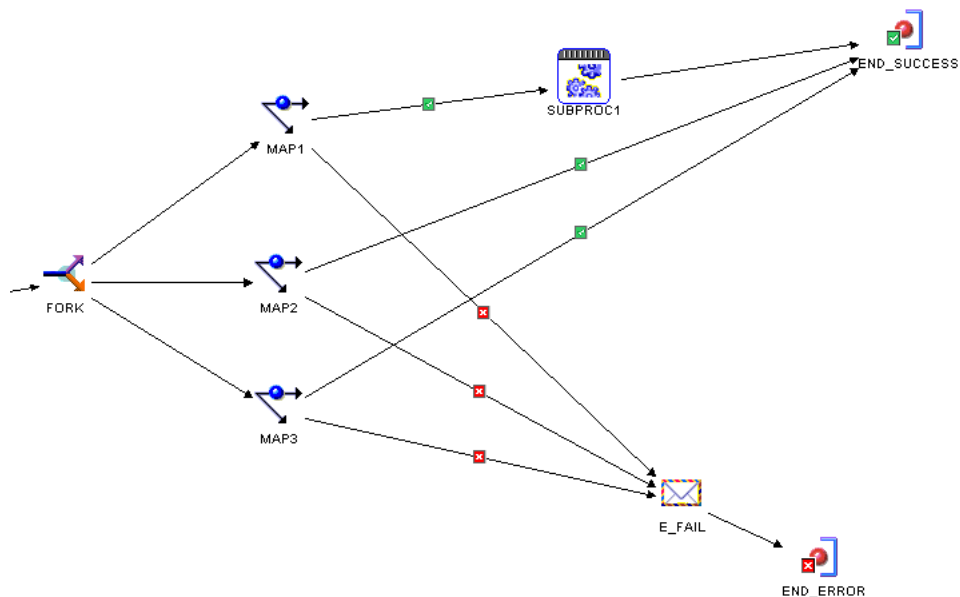 END_SUCCESS
SUBPROC1
MAP1
FORK
MAP2
MAP3
E_FAIL
END_ERROR